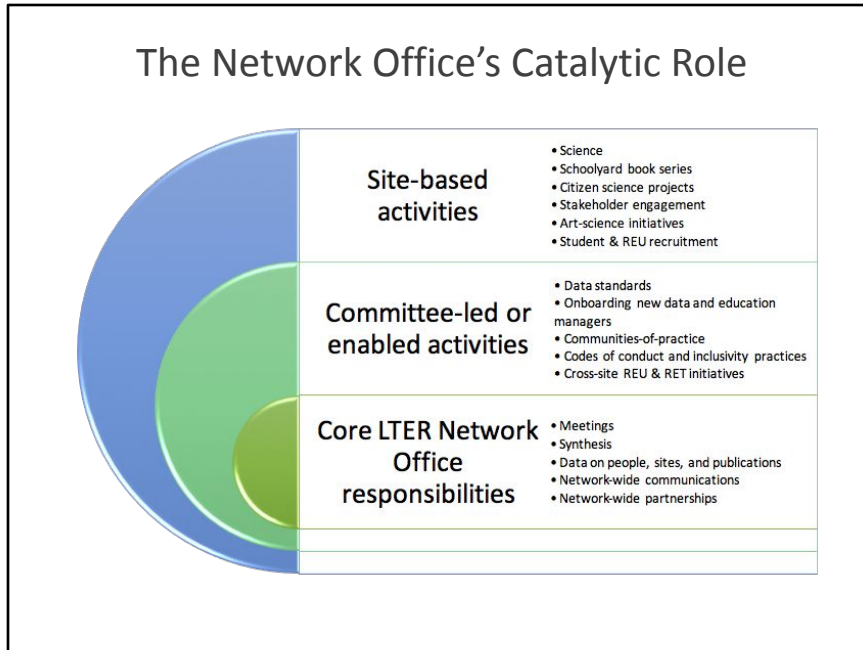 The Network Office’s Catalytic Role
Site-based
activities
• Science
• Schoolyard book series
• Citizen science projects
• Stakeholder engagement
• Art-science initiatives
• Student & REU recruitment
Committee-led or
enabled activities
• Data standards
• Onboarding new data and education
managers
• Communities-of-practice
• Codes of conduct and inclusivity practices
• Cross-site REU & RET initiatives
Core LTER Network
Office
responsibilities
• Meetings
• Synthesis
• Data on people, sites, and publications
• Network-wide communications
• Network-wide partnerships